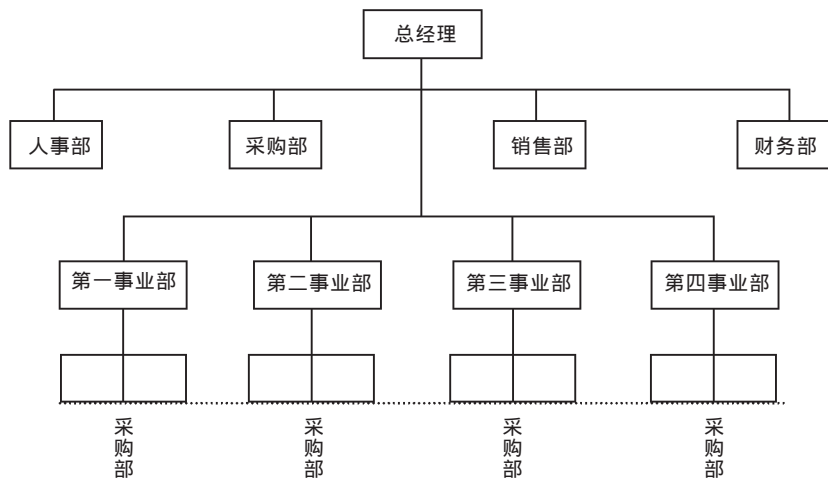 总经理
人事部
采购部
销售部
财务部
第一事业部
第二事业部
第三事业部
第四事业部
采购部
采购部
采购部
采购部